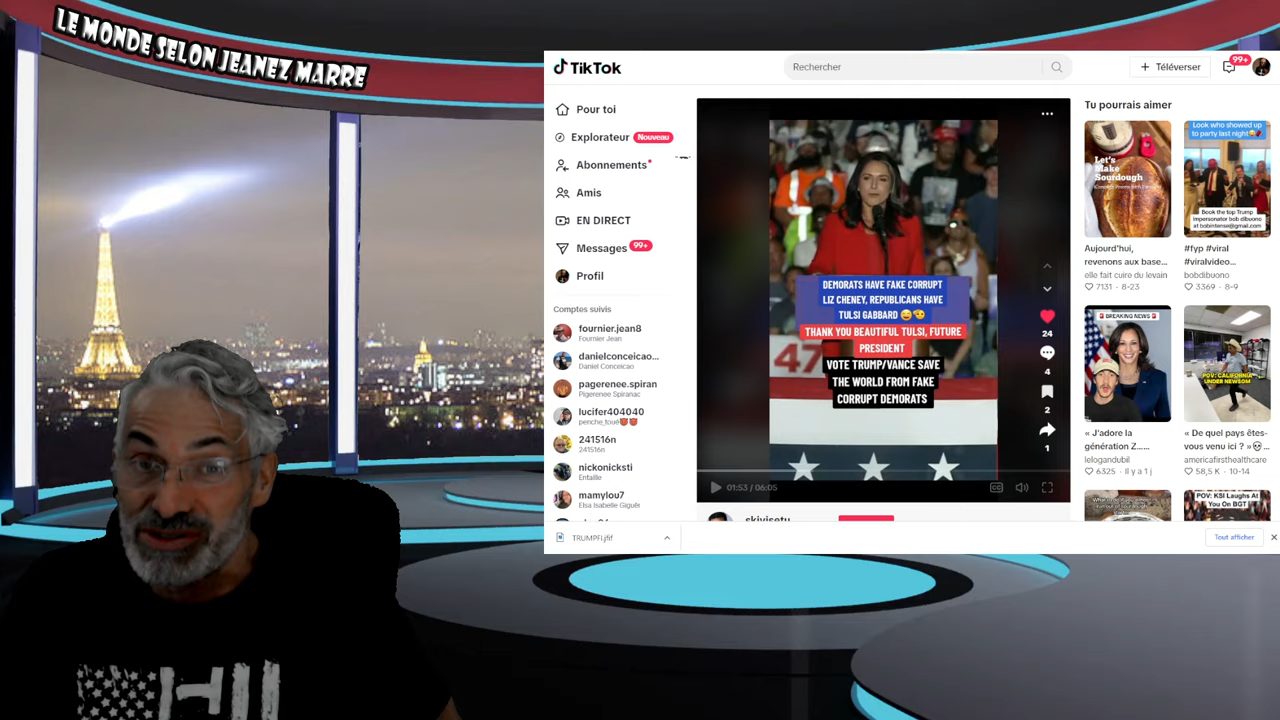 LE MONDE SELON JEANEZ MARRE
TikTok
Rechercher
+ Téléverser
99+
Pour toi
Explorateur Nouveau
Abonnements
Amis
EN DIRECT
Messages 99+
Profil
Comptes suivis
fournier.jean8
Fournier Jean
danielconceicao...
Daniel Conceicao
pagerenee.spiran
Pigerenee Spiranac
lucifer404040
penche_toué
241516n
241516n
nickonicksti
Entaille
mamylou7
Elsa Isabelle Giguér
DEMORATS HAVE FAKE CORRUPT
LIZ CHENEY, REPUBLICANS HAVE
TULSI GABBARD
THANK YOU BEAUTIFUL TULSI, FUTURE
PRESIDENT
VOTE TRUMP/VANCE SAVE
THE WORLD FROM FAKE
CORRUPT DEMORATS
47
24
4
2
1
01:53 / 06:05
CC
skivisetu
Tu pourrais aimer
Let's
Make
Sourdough
Aujourd'hui,
revenons aux base...
elle fait cuire du levain
7131 · 8-23
Look who showed up
to party last night
Book the top Trump
Impersonator bob dibuono
at bobintense@gmail.com
#fyp #viral
#viralvideo...
bobdibuono
3369 · 8-9
BREAKING NEWS
« J'adore la
génération Z......
lelogandubil
6325 · Il y a 1 j
POV: CALIFORNIA
UNDER NEWSOM
« De quoi pays êtes-
vous venu ici ? »
americafirsthealthcare
58,5 K · 10-14
POV: KSI Laughs At
You On BGT
TRUMPFI.jfif
Tout afficher